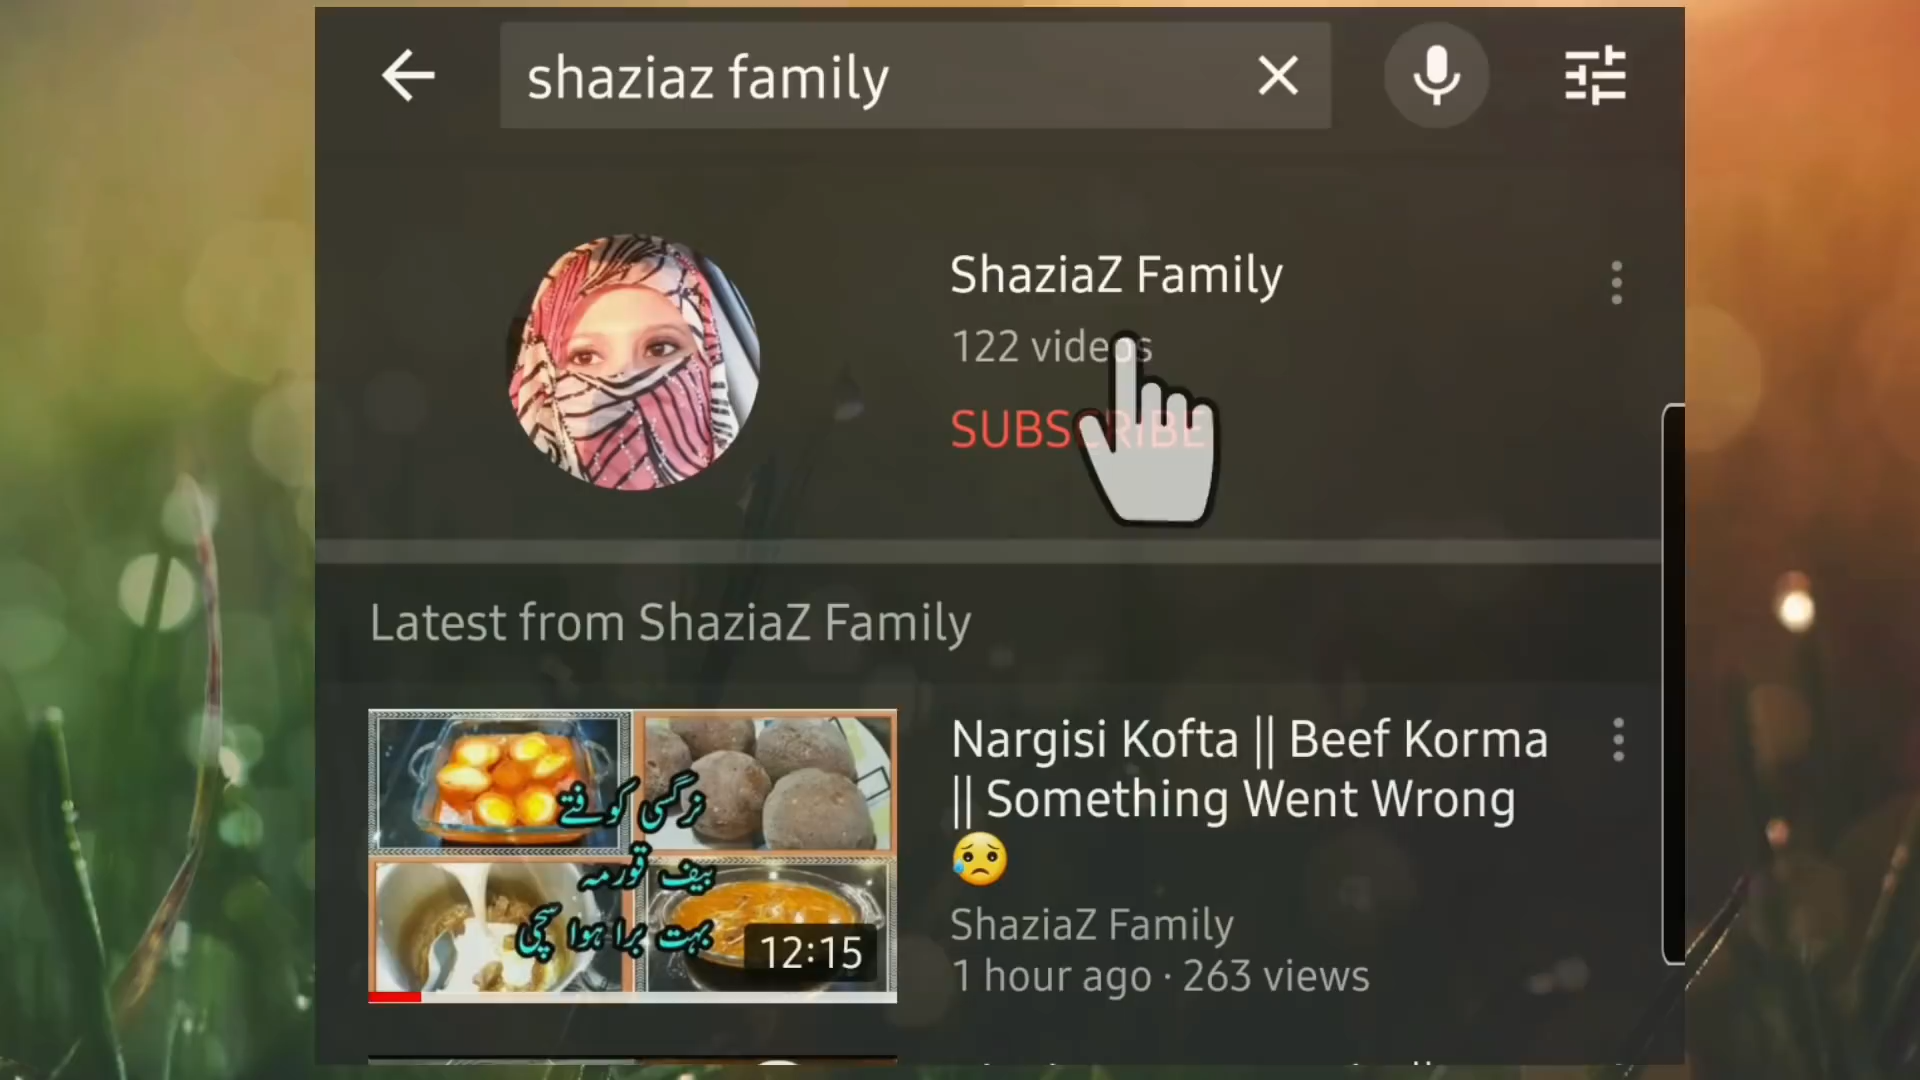 shaziaz family
ShaziaZ Family
122 videos
SUBSCRIBE
Latest from ShaziaZ Family
نرگسی کوفتے
بیف قورمہ
بہت برا ہوا سچی
12:15
Nargisi Kofta || Beef Korma
|| Something Went Wrong
😥
ShaziaZ Family
1 hour ago · 263 views